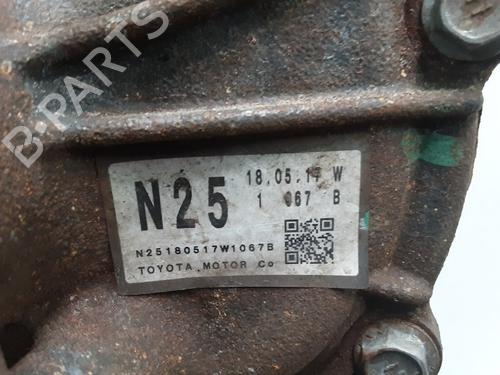 B-PARTS
N25
18.05.17 W
1 067 B
N25180517W1067B
TOYOTA MOTOR Co